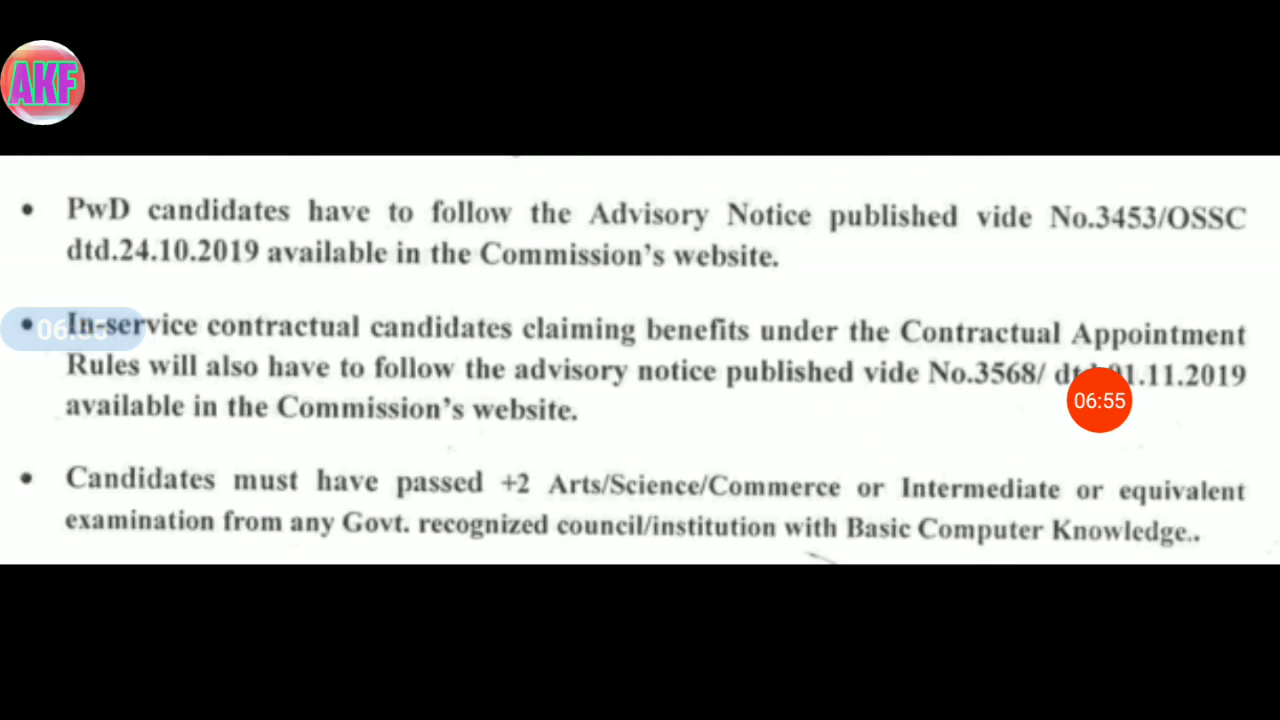 AKF
• PwD candidates have to follow the Advisory Notice published vide No.3453/OSSC
dtd.24.10.2019 available in the Commission's website.
• In-service contractual candidates claiming benefits under the Contractual Appointment
Rules will also have to follow the advisory notice published vide No.3568/ 01.11.2019
available in the Commission's website.
06:55
• Candidates must have passed +2 Arts/Science/Commerce or Intermediate or equivalent
examination from any Govt. recognized council/institution with Basic Computer Knowledge..